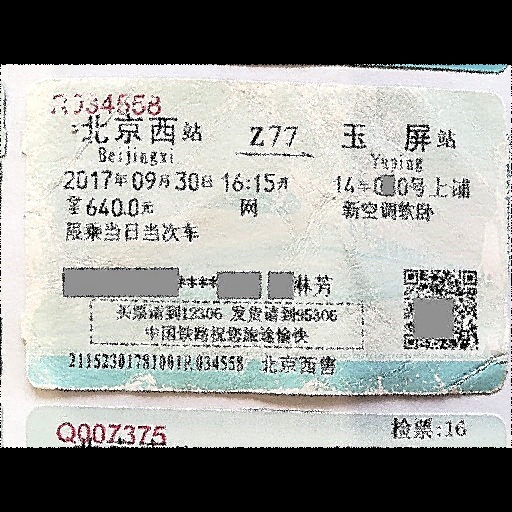 R034558
北京西站 Z77 玉屏站
Beijingxi Yuping
2017年09月30日 16:15开 14车0号上铺
¥640.0元 网 新空调软卧
限乘当日当次车
****林芳
买票请到12306 发货请到95306
中国铁路祝您旅途愉快
21152301781001R034558 北京西售
Q007375 检票:16